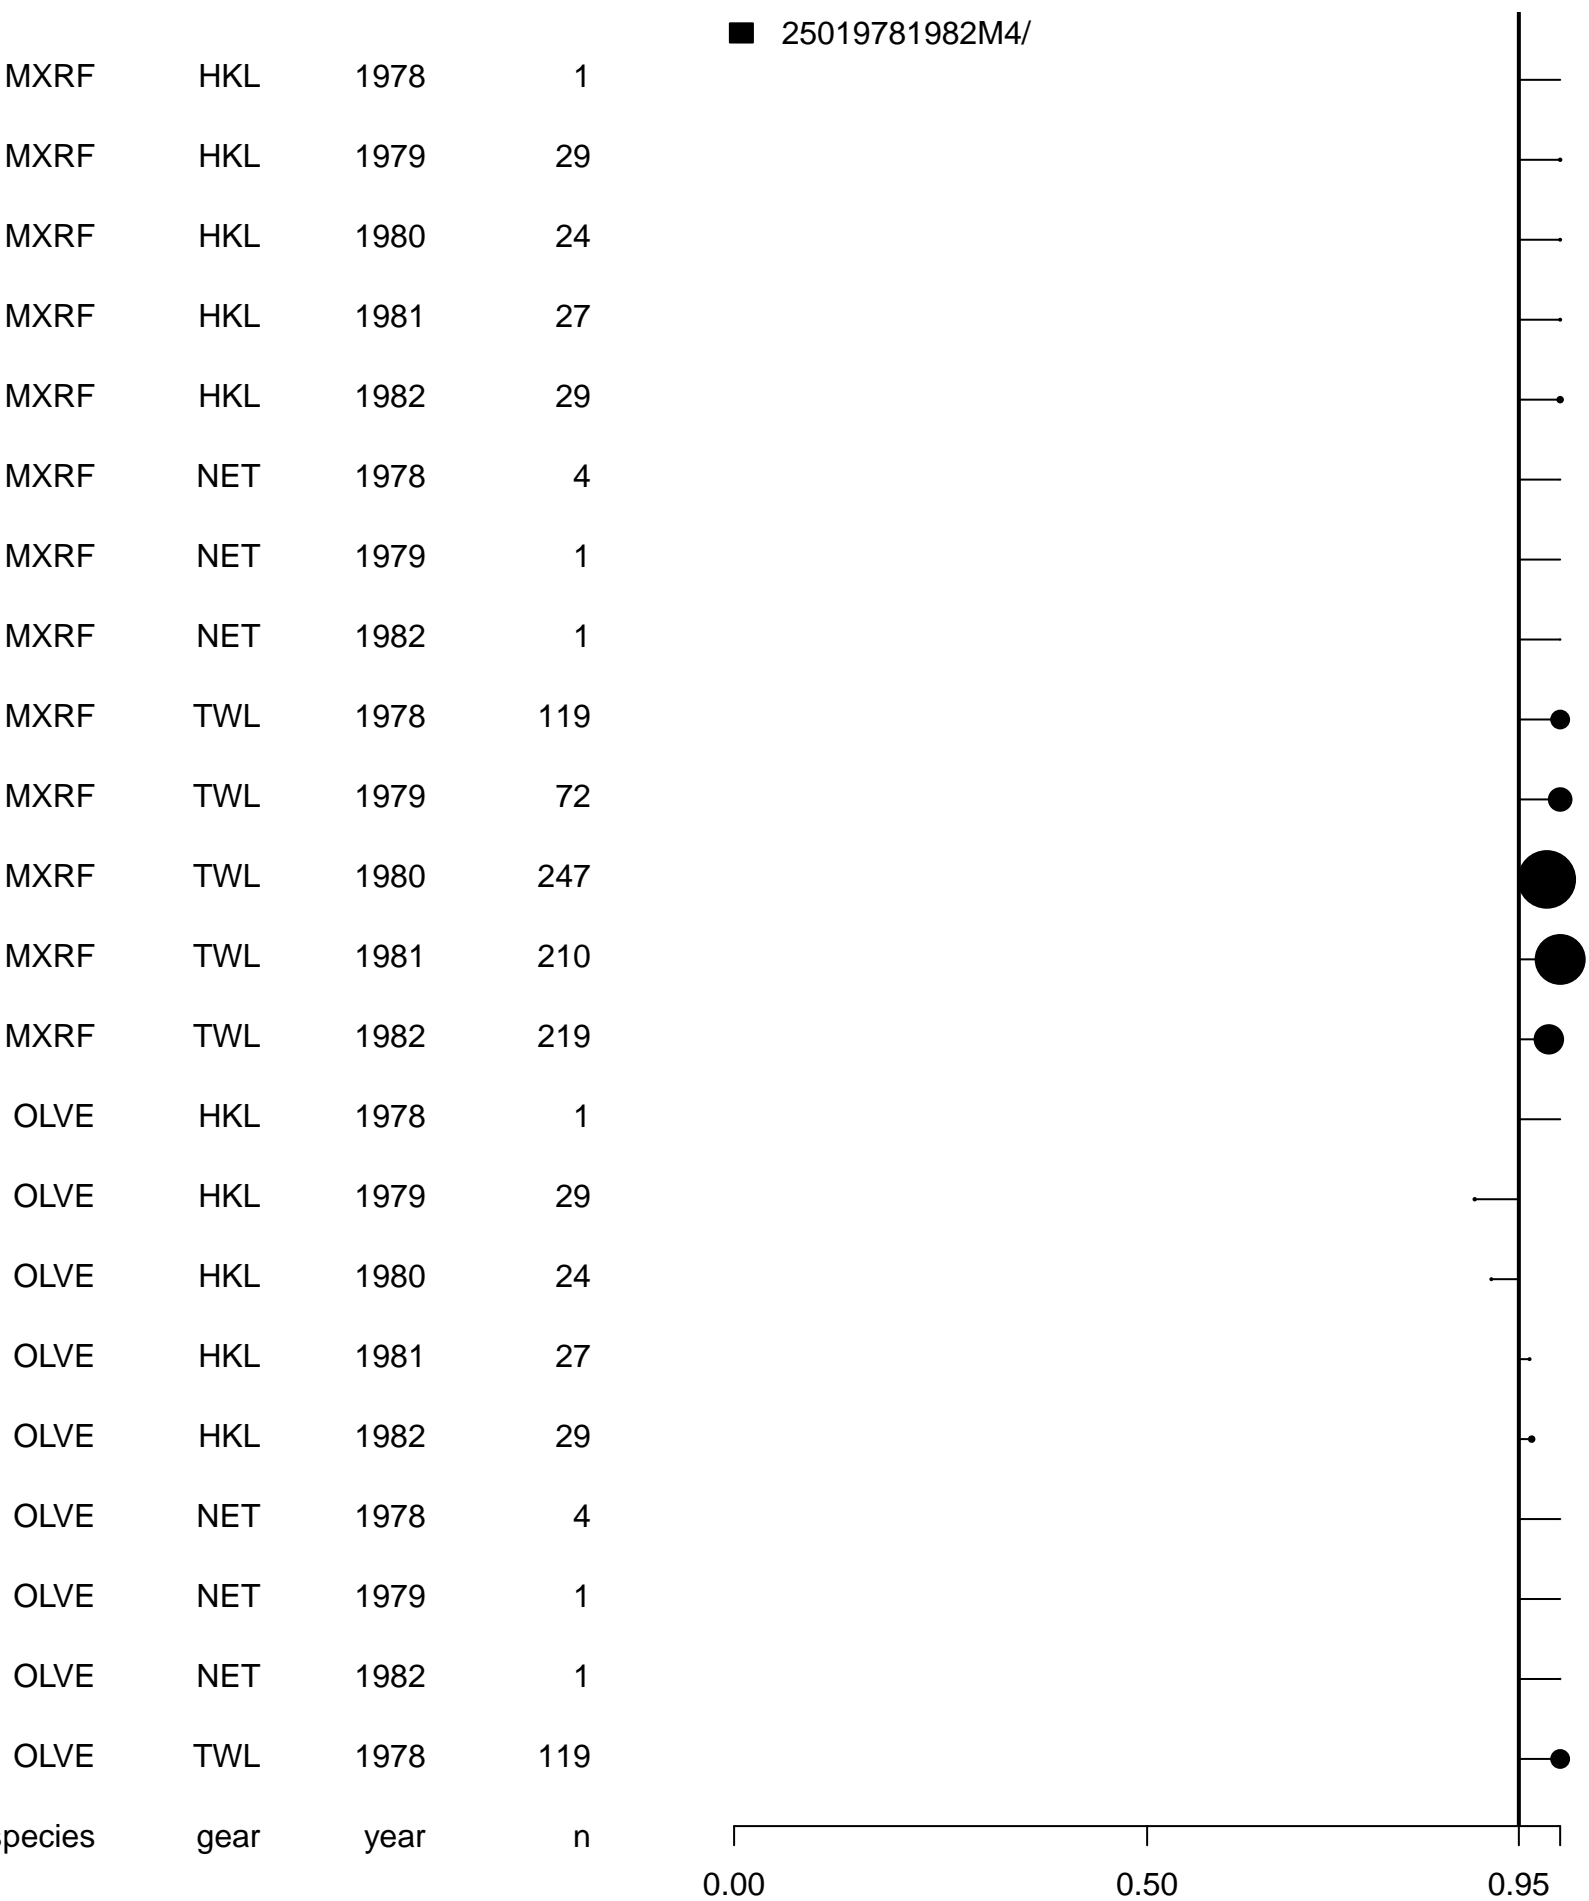 25019781982M4/
MXRF HKL 1978 1
MXRF HKL 1979 29
MXRF HKL 1980 24
MXRF HKL 1981 27
MXRF HKL 1982 29
MXRF NET 1978 4
MXRF NET 1979 1
MXRF NET 1982 1
MXRF TWL 1978 119
MXRF TWL 1979 72
MXRF TWL 1980 247
MXRF TWL 1981 210
MXRF TWL 1982 219
OLVE HKL 1978 1
OLVE HKL 1979 29
OLVE HKL 1980 24
OLVE HKL 1981 27
OLVE HKL 1982 29
OLVE NET 1978 4
OLVE NET 1979 1
OLVE NET 1982 1
OLVE TWL 1978 119
species gear year n
0.00 0.50 0.95